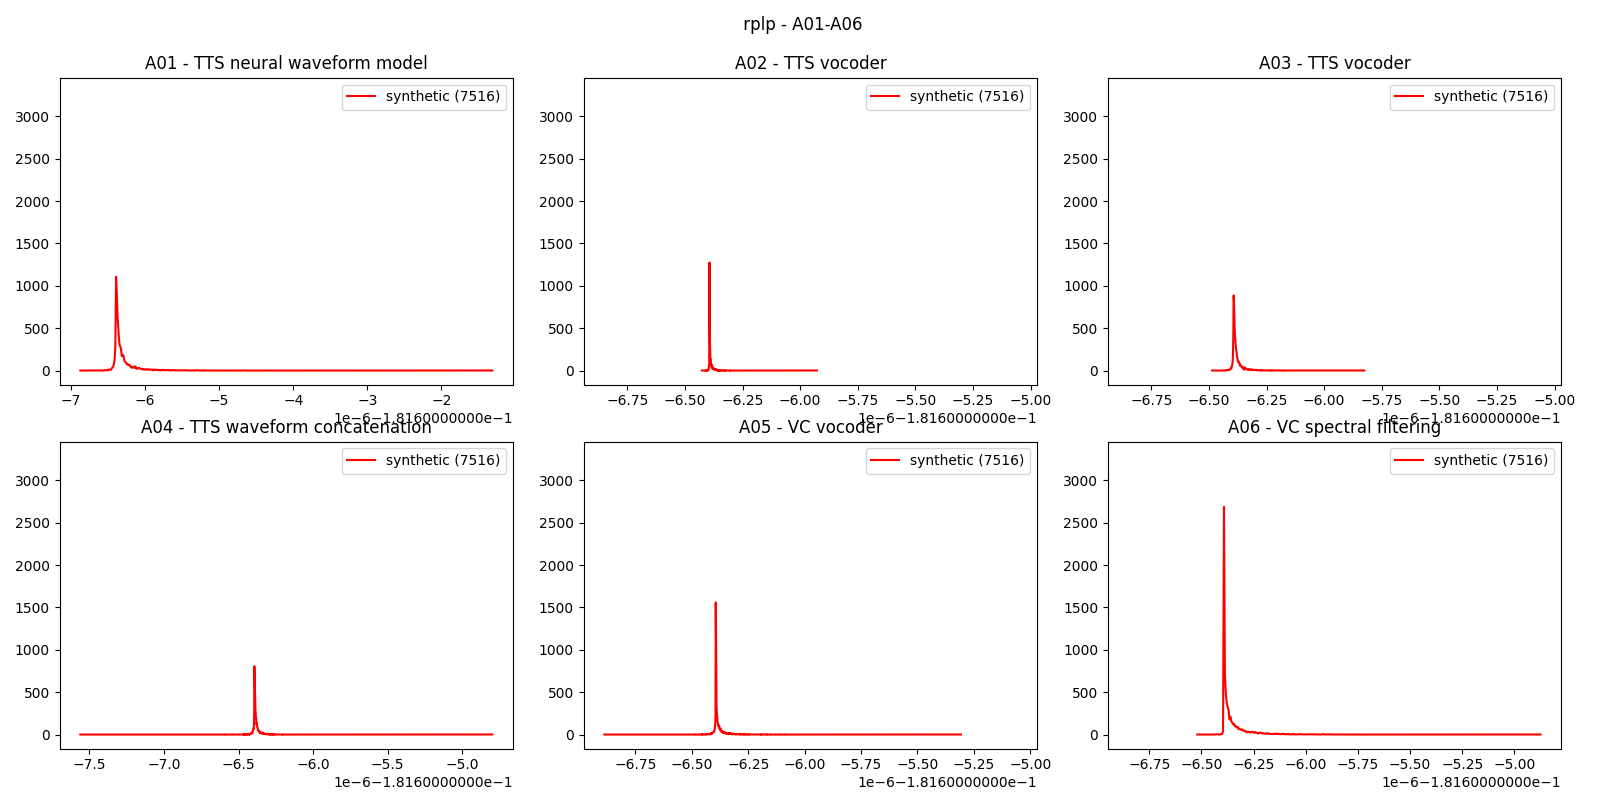 rplp - A01-A06
A01 - TTS neural waveform model
synthetic (7516)
3000
2500
2000
1500
1000
500
0
−7 −6 −5 −4 −3 −2
1e−6−1.8160000000e−1
A02 - TTS vocoder
synthetic (7516)
3000
2500
2000
1500
1000
500
0
−6.75 −6.50 −6.25 −6.00 −5.75 −5.50 −5.25 −5.00
1e−6−1.8160000000e−1
A03 - TTS vocoder
synthetic (7516)
3000
2500
2000
1500
1000
500
0
−6.75 −6.50 −6.25 −6.00 −5.75 −5.50 −5.25 −5.00
1e−6−1.8160000000e−1
A04 - TTS waveform concatenation
synthetic (7516)
3000
2500
2000
1500
1000
500
0
−7.5 −7.0 −6.5 −6.0 −5.5 −5.0
1e−6−1.8160000000e−1
A05 - VC vocoder
synthetic (7516)
3000
2500
2000
1500
1000
500
0
−6.75 −6.50 −6.25 −6.00 −5.75 −5.50 −5.25 −5.00
1e−6−1.8160000000e−1
A06 - VC spectral filtering
synthetic (7516)
3000
2500
2000
1500
1000
500
0
−6.75 −6.50 −6.25 −6.00 −5.75 −5.50 −5.25 −5.00
1e−6−1.8160000000e−1